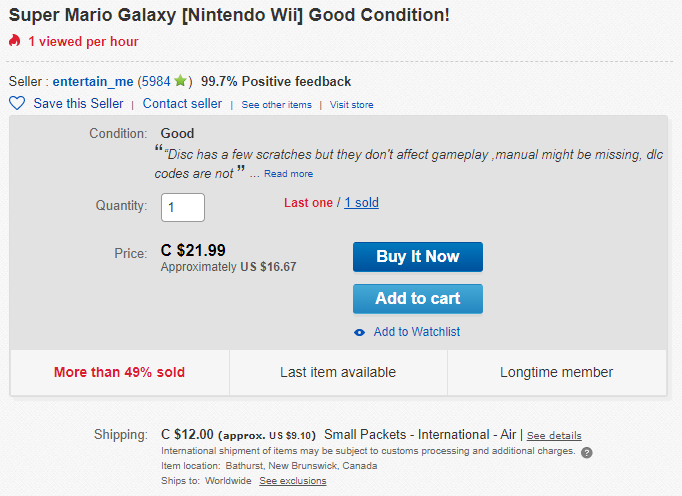 Super Mario Galaxy [Nintendo Wii] Good Condition!
1 viewed per hour
Seller : entertain_me (5984 ) 99.7% Positive feedback
Save this Seller | Contact seller | See other items | Visit store
Condition: Good
“ “Disc has a few scratches but they don't affect gameplay ,manual might be missing, dlc
codes are not ” ... Read more
Quantity: 1 Last one / 1 sold
Price: C $21.99
Approximately US $16.67
Buy It Now
Add to cart
Add to Watchlist
More than 49% sold Last item available Longtime member
Shipping: C $12.00 (approx. US $9.10) Small Packets - International - Air | See details
International shipment of items may be subject to customs processing and additional charges. ?
Item location: Bathurst, New Brunswick, Canada
Ships to: Worldwide See exclusions